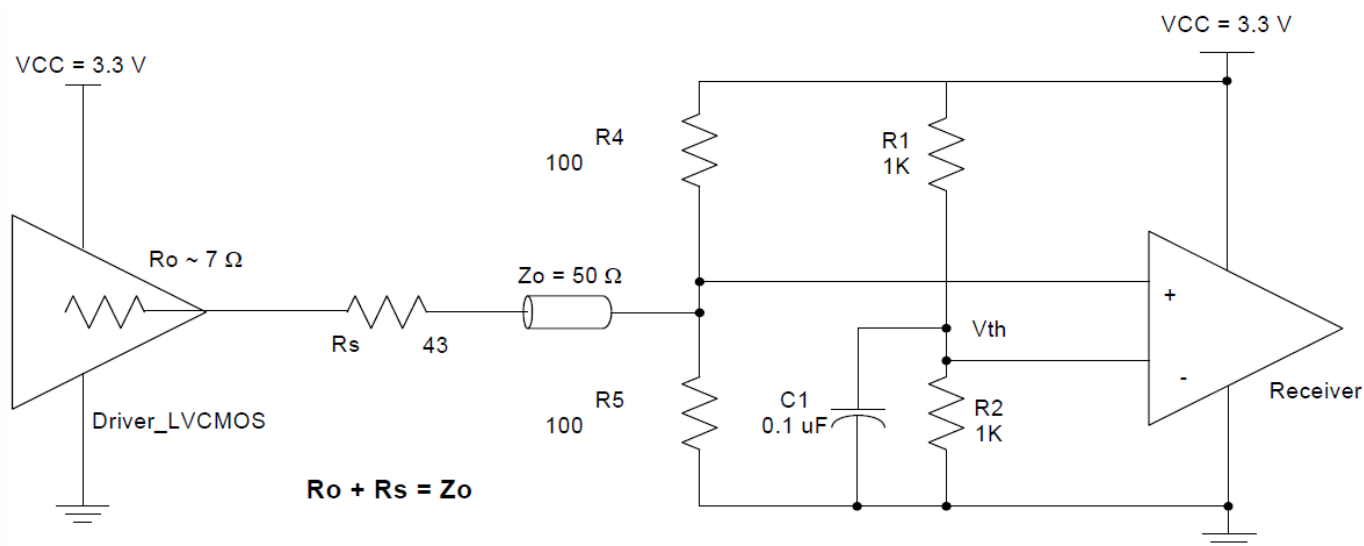 VCC = 3.3 V
VCC = 3.3 V
R4
100
R1
1K
Ro ~ 7 Ω
Zo = 50 Ω
+
Vth
-
Rs 43
Receiver
R5
100
C1
0.1 uF
R2
1K
Driver_LVCMOS
Ro + Rs = Zo